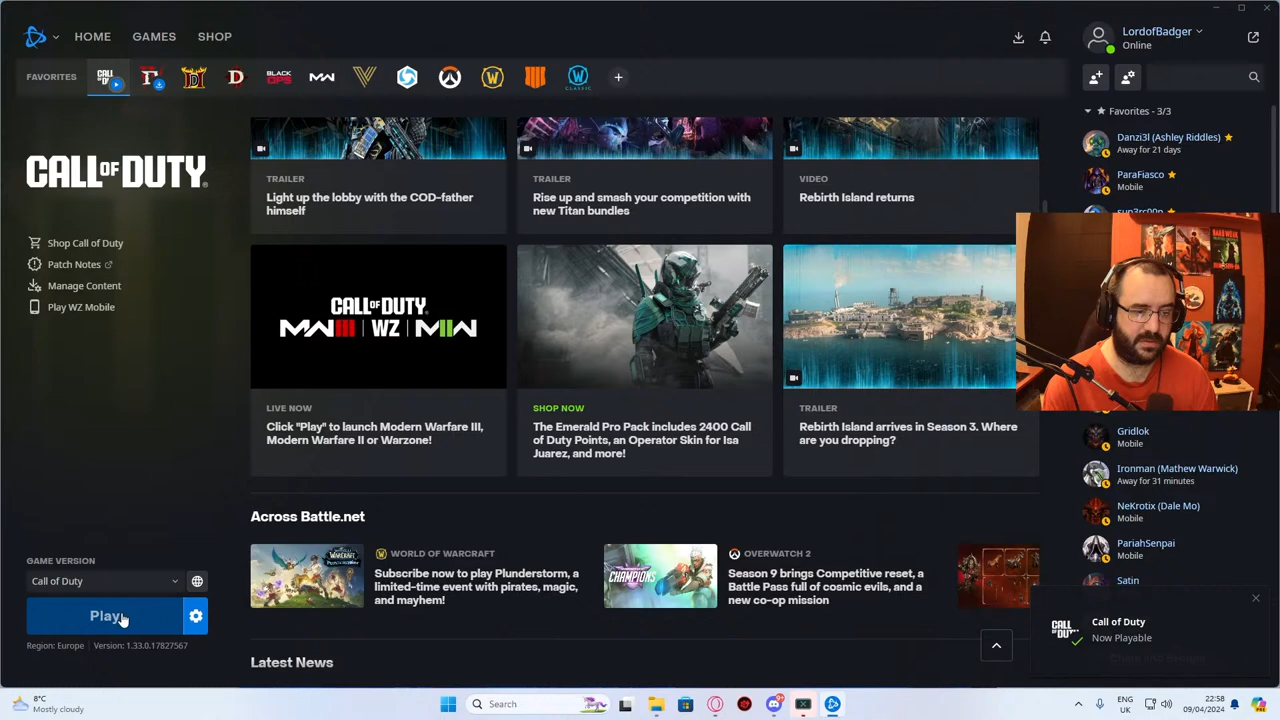 HOME
GAMES
SHOP
LordofBadger
Online
FAVORITES
BLACK
OPS
CLASSIC
Favorites - 3/3
Danzi3l (Ashley Riddles)
Away for 21 days
ParaFiasco
Mobile
CALL OF DUTY
Shop Call of Duty
Patch Notes
Manage Content
Play WZ Mobile
TRAILER
Light up the lobby with the COD-father
himself
TRAILER
Rise up and smash your competition with
new Titan bundles
VIDEO
Rebirth Island returns
CALL OF DUTY
MWIII | WZ | MWII
LIVE NOW
Click "Play" to launch Modern Warfare III,
Modern Warfare II or Warzone!
SHOP NOW
The Emerald Pro Pack includes 2400 Call
of Duty Points, an Operator Skin for Isa
Juarez, and more!
TRAILER
Rebirth Island arrives in Season 3. Where
are you dropping?
Gridlok
Mobile
Ironman (Mathew Warwick)
Away for 31 minutes
NeKrotix (Dale Mo)
Mobile
PariahSenpai
Mobile
Satin
Across Battle.net
WORLD OF WARCRAFT
Subscribe now to play Plunderstorm, a
limited-time event with pirates, magic,
and mayhem!
CHAMPIONS
OVERWATCH 2
Season 9 brings Competitive reset, a
Battle Pass full of cosmic evils, and a
new co-op mission
GAME VERSION
Call of Duty
Play
Region: Europe
Version: 1.33.0.17827567
Latest News
CALL OF DUTY
Call of Duty
Now Playable
8°C
Mostly cloudy
Search
ENG
UK
22:58
09/04/2024